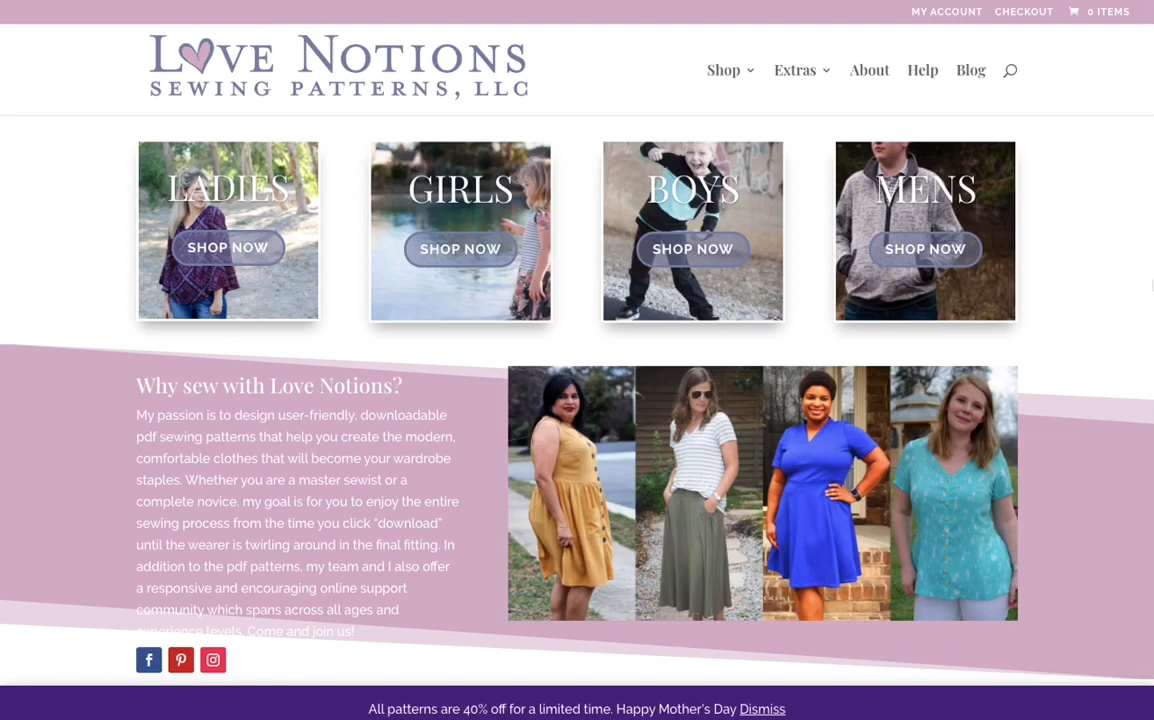 MY ACCOUNT CHECKOUT 0 ITEMS
LOVE NOTIONS
SEWING PATTERNS, LLC
Shop Extras About Help Blog
LADIES GIRLS BOYS MENS
SHOP NOW SHOP NOW SHOP NOW SHOP NOW
Why sew with Love Notions?
My passion is to design user-friendly, downloadable
pdf sewing patterns that help you create the modern,
comfortable clothes that will become your wardrobe
staples. Whether you are a master sewist or a
complete novice, my goal is for you to enjoy the entire
sewing process from the time you click "download"
until the wearer is twirling around in the final fitting. In
addition to the pdf patterns, my team and I also offer
a responsive and encouraging online support
community which spans across all ages and
experience levels. Come and join us!
All patterns are 40% off for a limited time. Happy Mother's Day Dismiss